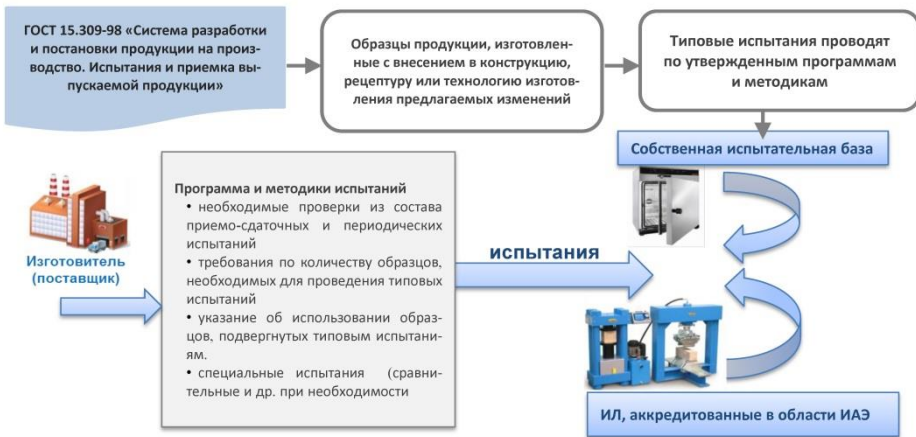 ГОСТ 15.309-98 «Система разработки
и постановки продукции на произ-
водство. Испытания и приемка вы-
пускаемой продукции»
Образцы продукции, изготовлен-
ные с внесением в конструкцию,
рецептуру или технологию изготов-
ления предлагаемых изменений
Типовые испытания проводят
по утвержденным программам
и методикам
Собственная испытательная база
Изготовитель
(поставщик)
Программа и методики испытаний
• необходимые проверки из состава
приемо-сдаточных и периодических
испытаний
• требования по количеству образцов,
необходимых для проведения типовых
испытаний
• указание об использовании образ-
цов, подвергнутых типовым испытани-
ям.
• специальные испытания (сравни-
тельные и др. при необходимости
испытания
ИЛ, аккредитованные в области ИАЭ